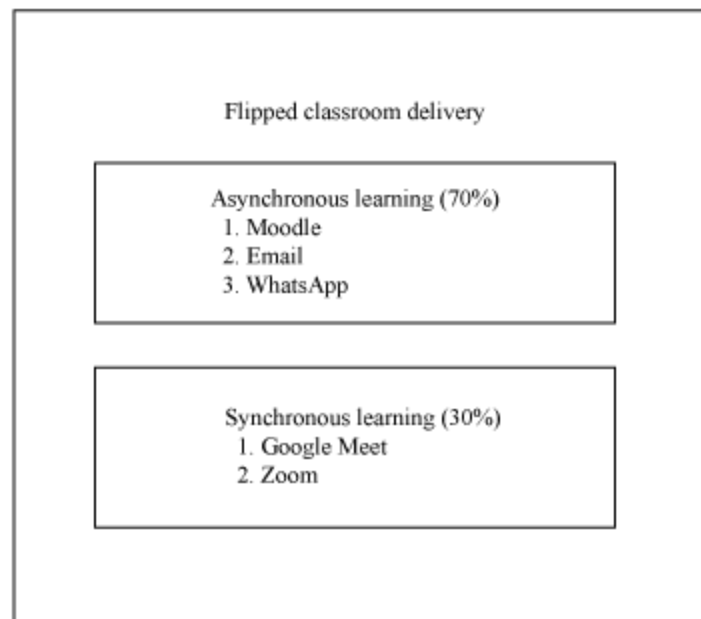 Flipped classroom delivery
Asynchronous learning (70%)
1. Moodle
2. Email
3. WhatsApp
Synchronous learning (30%)
1. Google Meet
2. Zoom